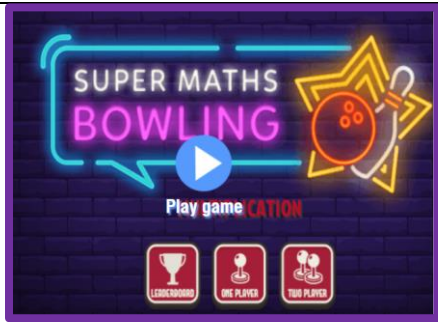 SUPER MATHS
BOWLING
Play game
LEADERBOARD
ONE PLAYER
TWO PLAYER